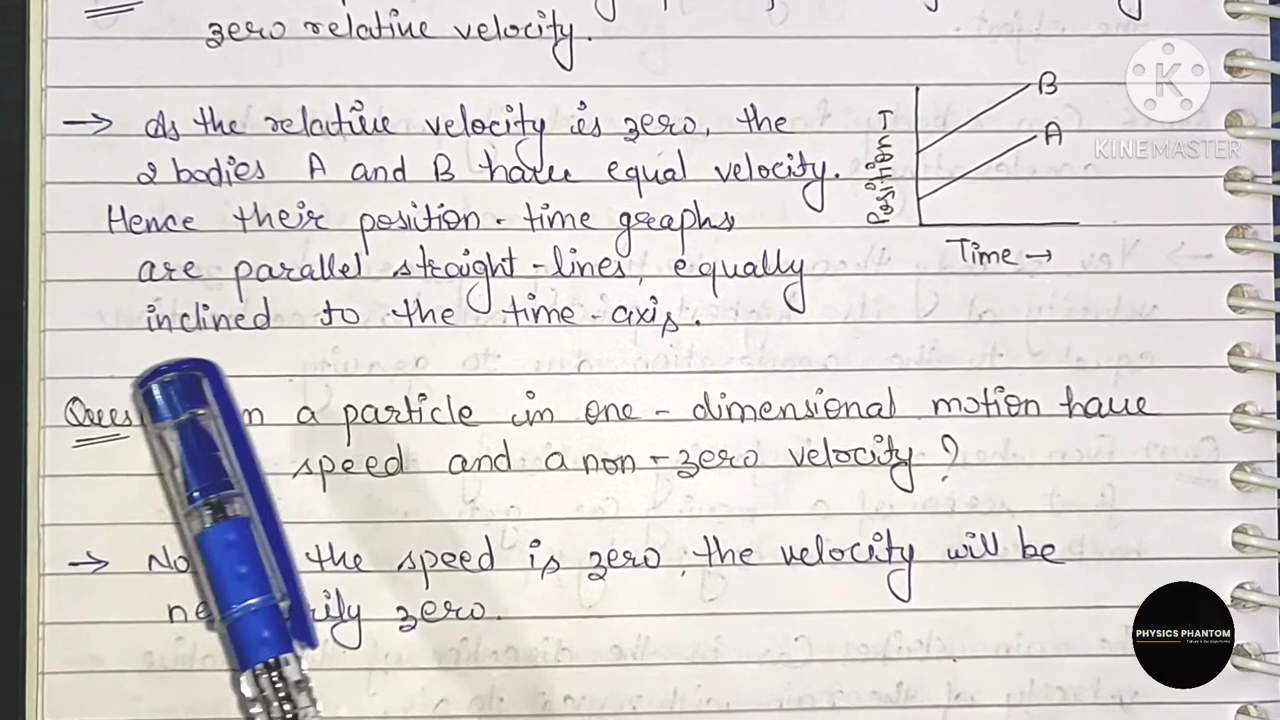 zero relative velocity.
→ As the relative velocity is zero, the
2 bodies A and B have equal velocity.
Hence their position - time graphs
are parallel straight - lines, equally
inclined to the time - axis.
B
A
Position →
Time →
KINEMASTER
Ques
a particle in one - dimensional motion have
speed and a non - zero velocity ?
→ No the speed is zero, the velocity will be
zero.
PHYSICS PHANTOM